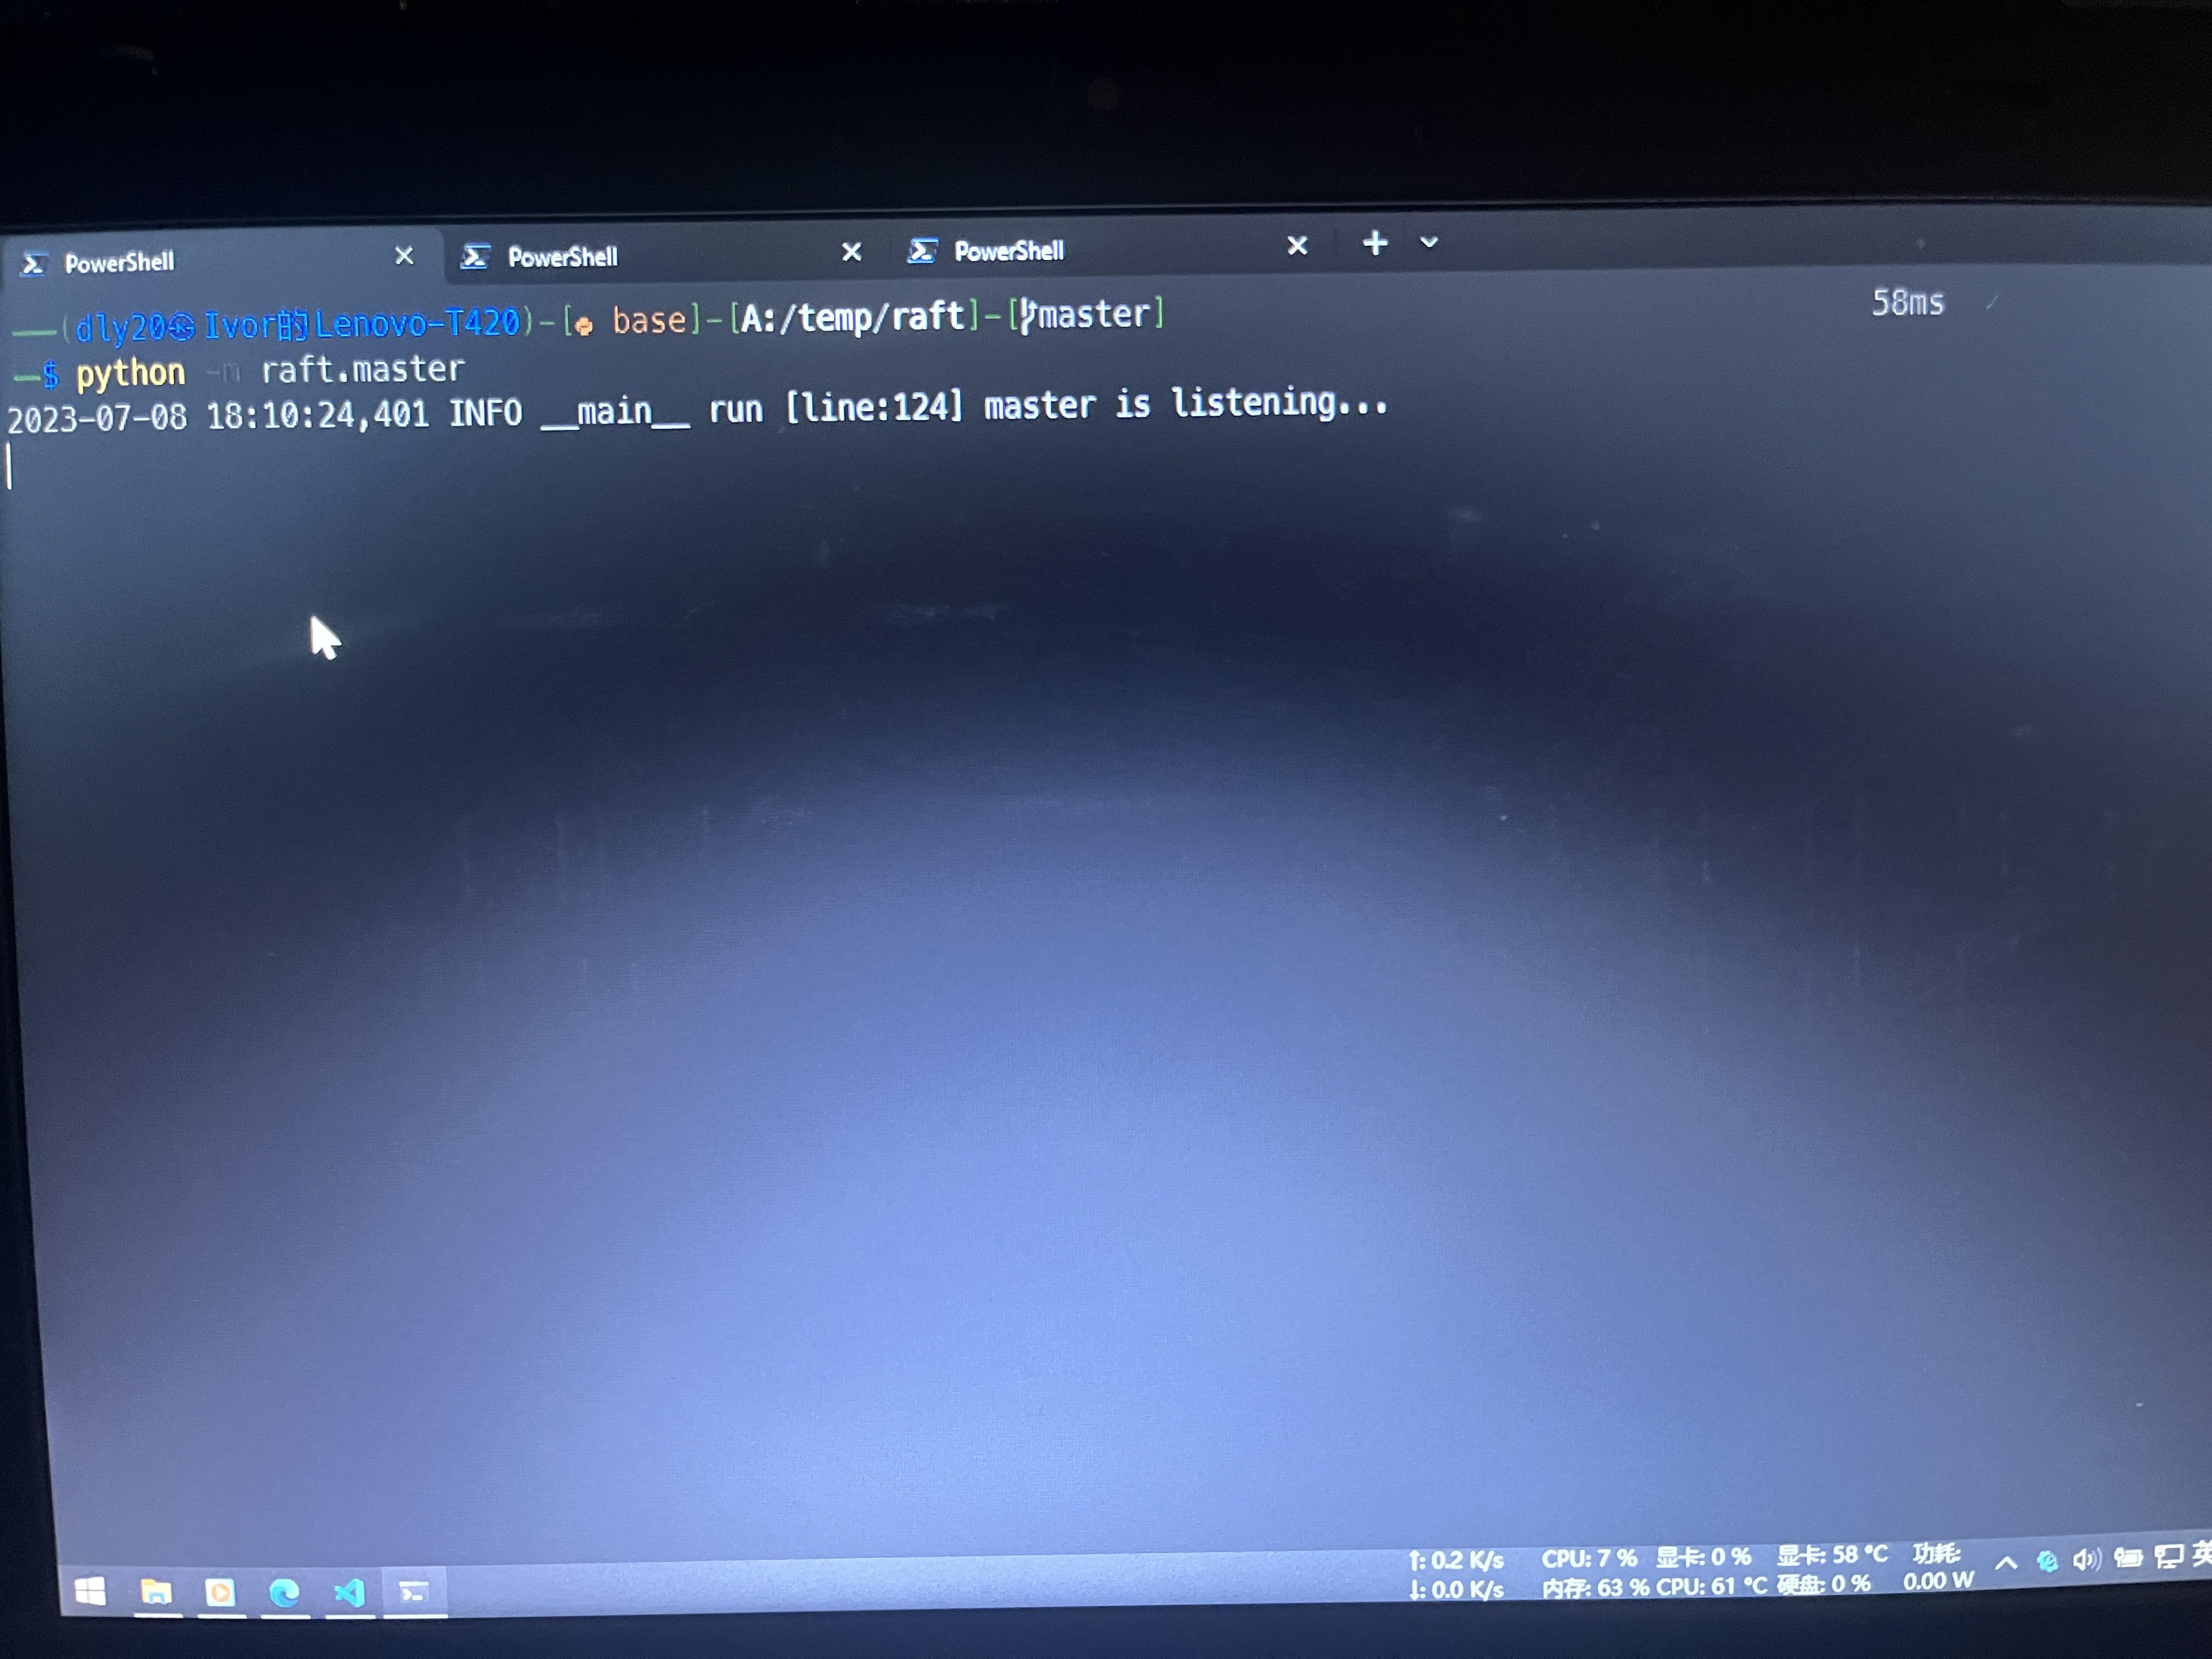 PowerShell PowerShell PowerShell
(dly20㉿Ivor的Lenovo-T420)-[base]-[A:/temp/raft]-[master] 58ms
$ python -m raft.master
2023-07-08 18:10:24,401 INFO __main__ run [line:124] master is listening...
↑: 0.2 K/s CPU: 7 % 显卡: 0 % 显卡: 58 °C 功耗:
↓: 0.0 K/s 内存: 63 % CPU: 61 °C 硬盘: 0 % 0.00 W
英